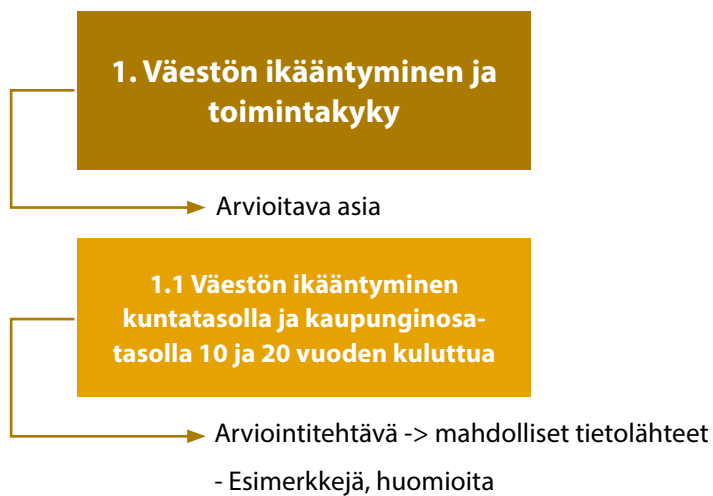 1. Väestön ikääntyminen ja
toimintakyky
Arvioitava asia
1.1 Väestön ikääntyminen
kuntatasolla ja kaupunginosa-
tasolla 10 ja 20 vuoden kuluttua
Arviointitehtävä -> mahdolliset tietolähteet
- Esimerkkejä, huomioita